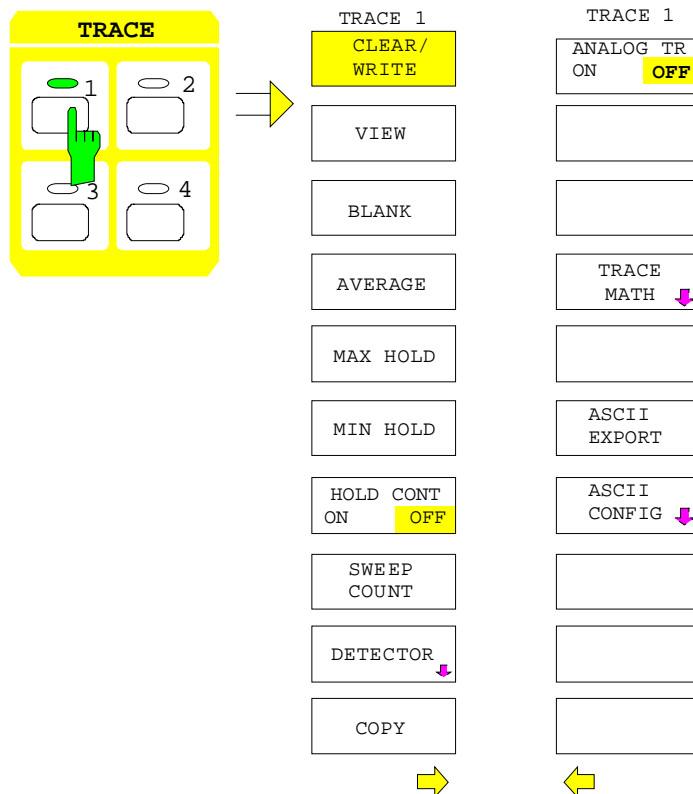 TRACE
1
2
3
4
TRACE 1
CLEAR/
WRITE
VIEW
BLANK
AVERAGE
MAX HOLD
MIN HOLD
HOLD CONT
ON OFF
SWEEP
COUNT
DETECTOR
COPY
TRACE 1
ANALOG TR
ON OFF
TRACE
MATH
ASCII
EXPORT
ASCII
CONFIG